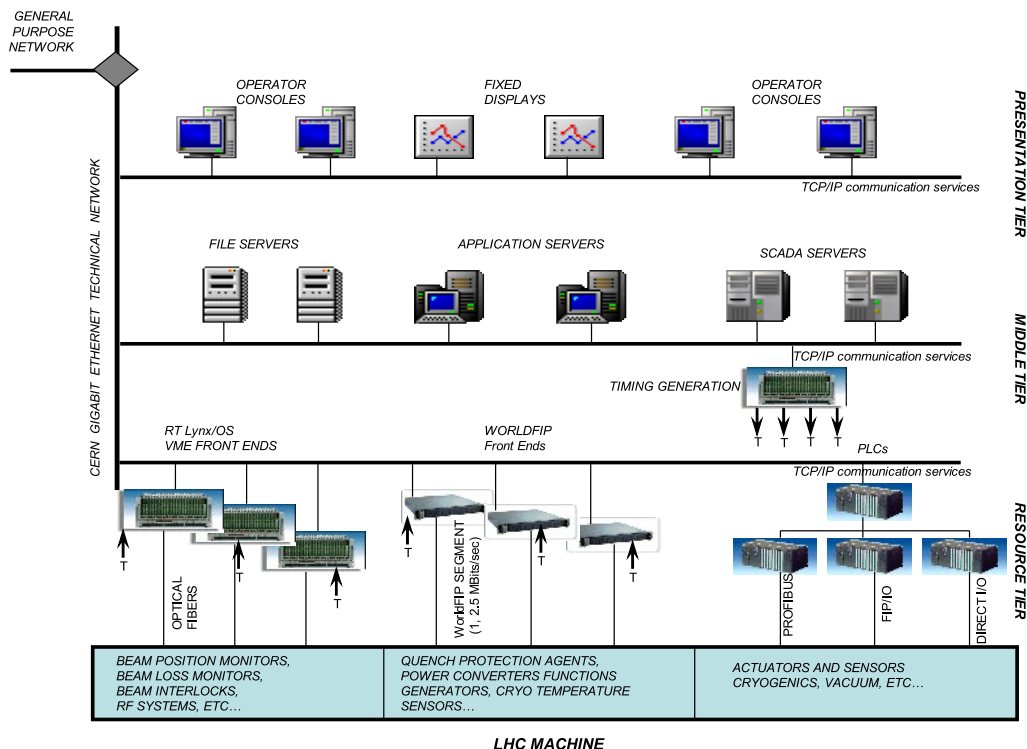 GENERAL
PURPOSE
NETWORK
OPERATOR
CONSOLES
FIXED
DISPLAYS
OPERATOR
CONSOLES
TCP/IP communication services
PRESENTATION TIER
CERN GIGABIT ETHERNET TECHNICAL NETWORK
FILE SERVERS
APPLICATION SERVERS
SCADA SERVERS
TCP/IP communication services
MIDDLE TIER
TIMING GENERATION
T
T
T
T
RT Lynx/OS
VME FRONT ENDS
WORLDFIP
Front Ends
PLCs
TCP/IP communication services
RESOURCE TIER
T
T
T
T
T
T
OPTICAL
FIBERS
WorldFIP SEGMENT
(1, 2.5 MBits/sec)
PROFIBUS
FIP/IO
DIRECT I/O
BEAM POSITION MONITORS,
BEAM LOSS MONITORS,
BEAM INTERLOCKS,
RF SYSTEMS, ETC...
QUENCH PROTECTION AGENTS,
POWER CONVERTERS FUNCTIONS
GENERATORS, CRYO TEMPERATURE
SENSORS...
ACTUATORS AND SENSORS
CRYOGENICS, VACUUM, ETC...
LHC MACHINE